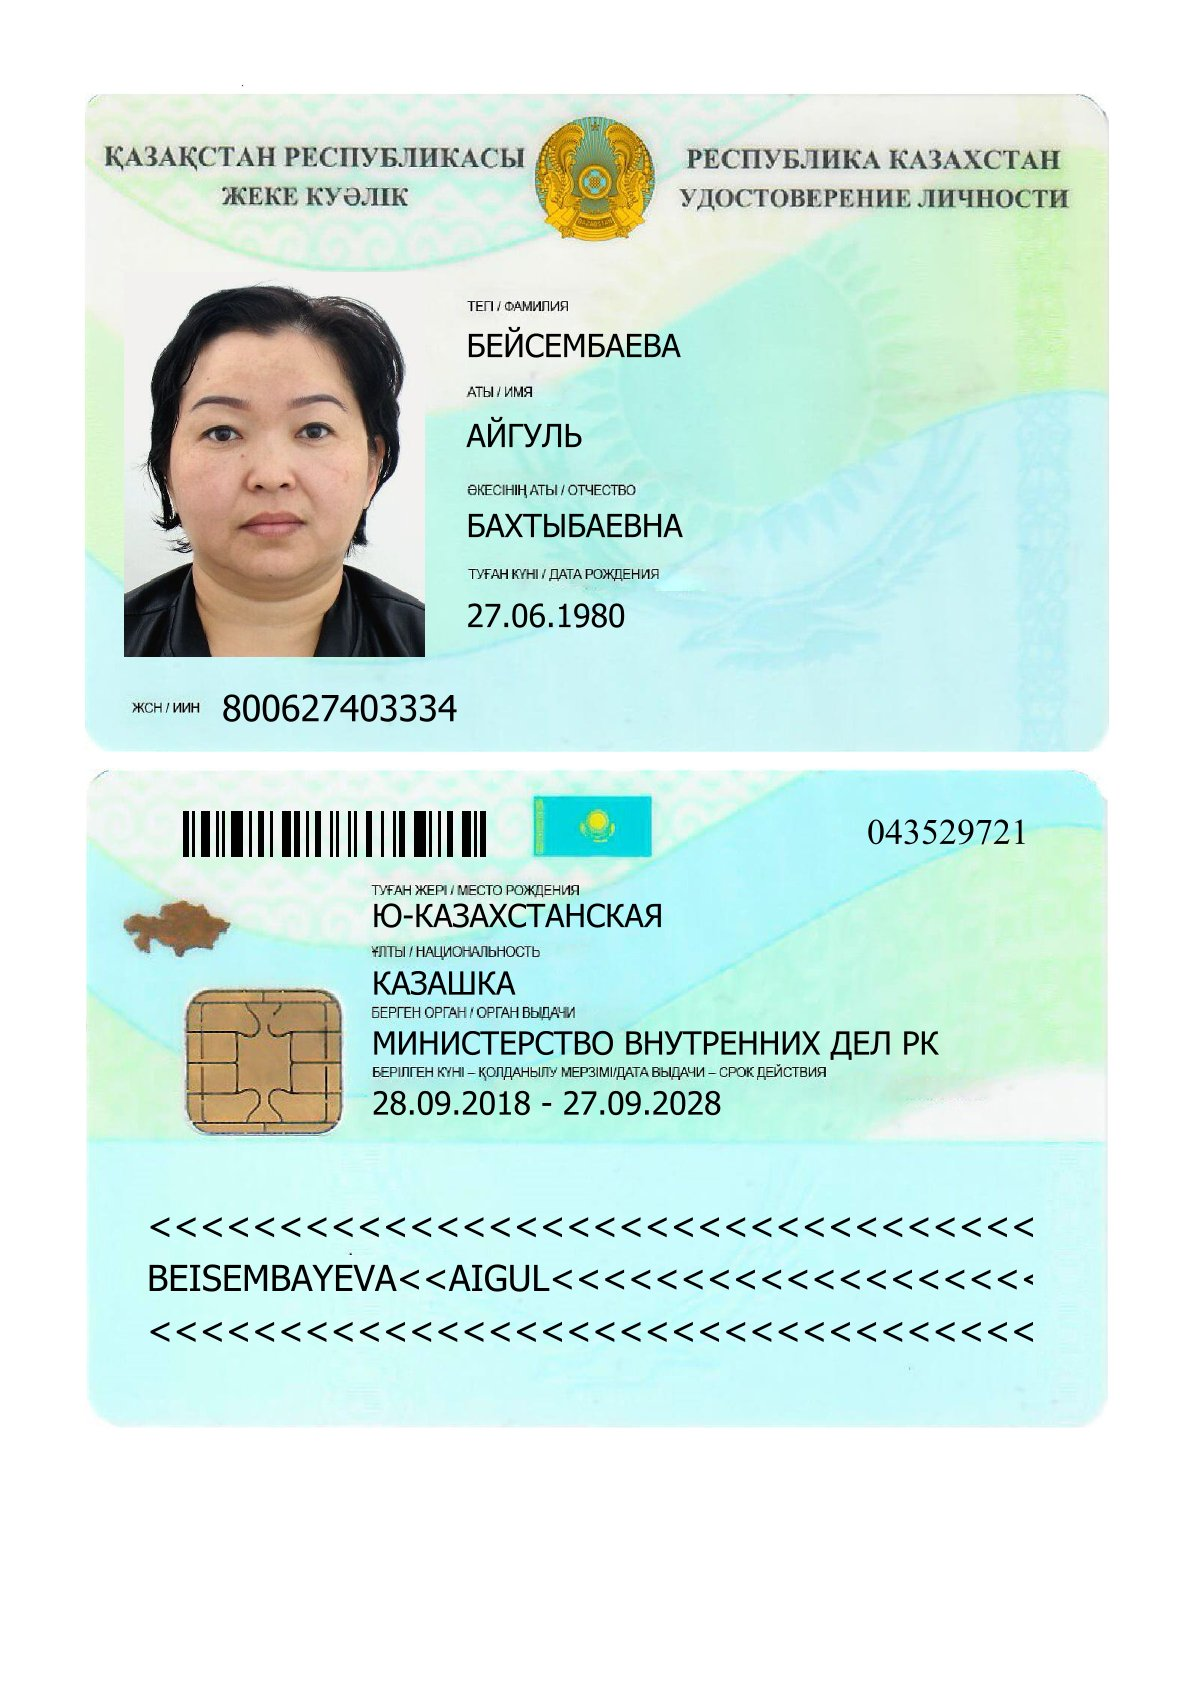 ҚАЗАҚСТАН РЕСПУБЛИКАСЫ
ЖЕКЕ КУӘЛІК
РЕСПУБЛИКА КАЗАХСТАН
УДОСТОВЕРЕНИЕ ЛИЧНОСТИ
ТЕГІ / ФАМИЛИЯ
БЕЙСЕМБАЕВА
АТЫ / ИМЯ
АЙГУЛЬ
ӘКЕСІНІҢ АТЫ / ОТЧЕСТВО
БАХТЫБАЕВНА
ТУҒАН КҮНІ / ДАТА РОЖДЕНИЯ
27.06.1980
ЖСН / ИИН 800627403334
043529721
ТУҒАН ЖЕРІ / МЕСТО РОЖДЕНИЯ
Ю-КАЗАХСТАНСКАЯ
ҰЛТЫ / НАЦИОНАЛЬНОСТЬ
КАЗАШКА
БЕРГЕН ОРГАН / ОРГАН ВЫДАЧИ
МИНИСТЕРСТВО ВНУТРЕННИХ ДЕЛ РК
БЕРІЛГЕН КҮНІ – ҚОЛДАНЫЛУ МЕРЗІМІ/ДАТА ВЫДАЧИ – СРОК ДЕЙСТВИЯ
28.09.2018 - 27.09.2028
<<<<<<<<<<<<<<<<<<<<<<<<<<<<<<<<<<
BEISEMBAYEVA<<AIGUL<<<<<<<<<<<<<<<<<<<
<<<<<<<<<<<<<<<<<<<<<<<<<<<<<<<<<<